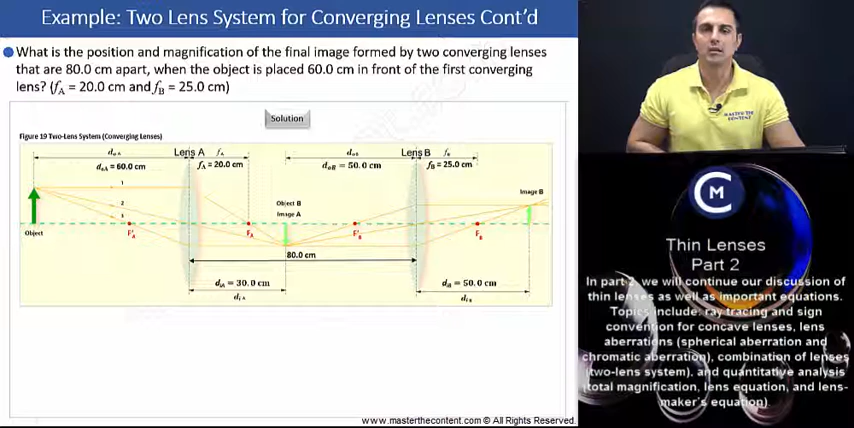 Example: Two Lens System for Converging Lenses Cont'd
What is the position and magnification of the final image formed by two converging lenses
that are 80.0 cm apart, when the object is placed 60.0 cm in front of the first converging
lens? (fA = 20.0 cm and fB = 25.0 cm)
Solution
Figure 19 Two-Lens System (Converging Lenses)
doA Lens A fA doB Lens B fB
doA = 60.0 cm fA = 20.0 cm doB = 50.0 cm fB = 25.0 cm
1
2
3
Object B
Image A
Image B
Object
F'A
FA
F'B
FB
80.0 cm
diA = 30.0 cm
diA
diB = 50.0 cm
diB
www.masterthecontent.com © All Rights Reserved.
MASTER THE
CONTENT
CM
Thin Lenses
Part 2
In part 2, we will continue our discussion of
thin lenses as well as important equations.
Topics include: ray tracing and sign
convention for concave lenses, lens
aberrations (spherical aberration and
chromatic aberration), combination of lenses
(two-lens system), and quantitative analysis
(total magnification, lens equation, and lens-
maker's equation)